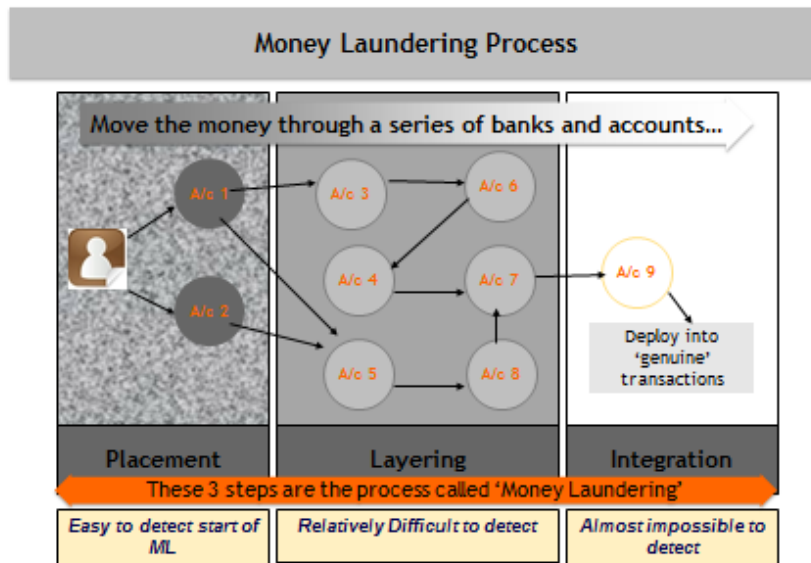 Money Laundering Process
Move the money through a series of banks and accounts...
A/c 1
A/c 3
A/c 6
A/c 4
A/c 7
A/c 9
A/c 2
A/c 5
A/c 8
Deploy into
‘genuine’
transactions
Placement
Layering
Integration
These 3 steps are the process called ‘Money Laundering’
Easy to detect start of
ML
Relatively Difficult to detect
Almost impossible to
detect